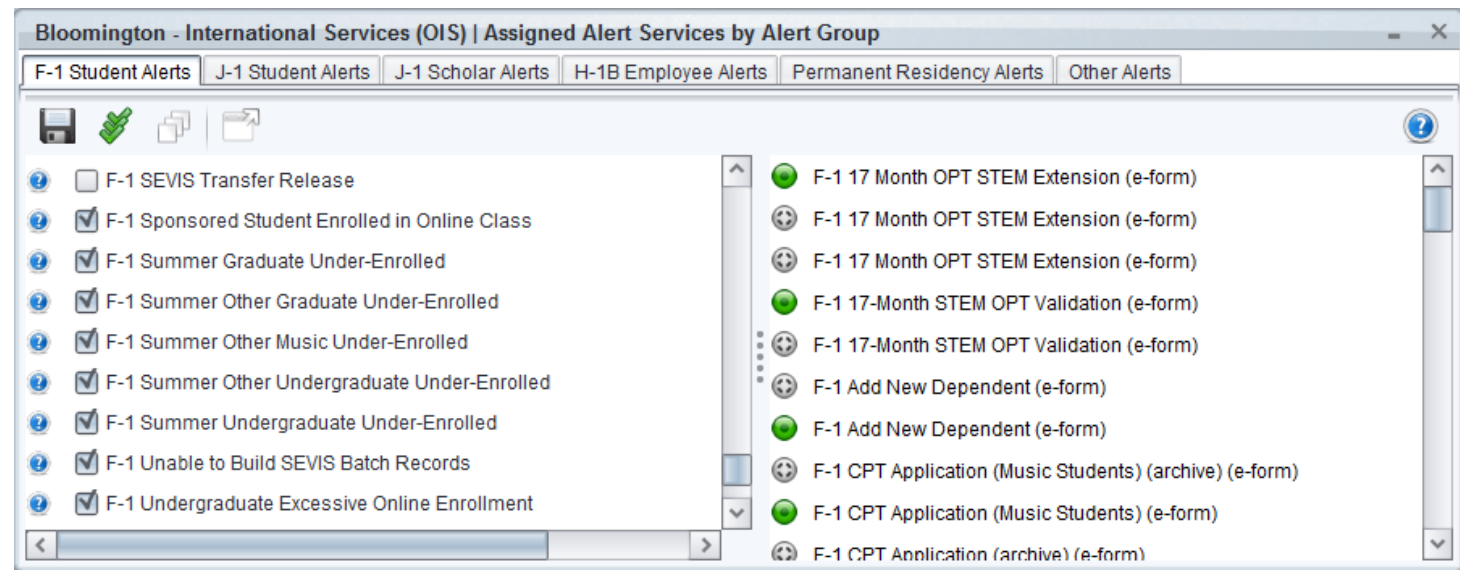 Bloomington - International Services (OIS) | Assigned Alert Services by Alert Group
F-1 Student Alerts J-1 Student Alerts J-1 Scholar Alerts H-1B Employee Alerts Permanent Residency Alerts Other Alerts
F-1 SEVIS Transfer Release
F-1 Sponsored Student Enrolled in Online Class
F-1 Summer Graduate Under-Enrolled
F-1 Summer Other Graduate Under-Enrolled
F-1 Summer Other Music Under-Enrolled
F-1 Summer Other Undergraduate Under-Enrolled
F-1 Summer Undergraduate Under-Enrolled
F-1 Unable to Build SEVIS Batch Records
F-1 Undergraduate Excessive Online Enrollment
F-1 17 Month OPT STEM Extension (e-form)
F-1 17 Month OPT STEM Extension (e-form)
F-1 17 Month OPT STEM Extension (e-form)
F-1 17-Month STEM OPT Validation (e-form)
F-1 17-Month STEM OPT Validation (e-form)
F-1 Add New Dependent (e-form)
F-1 Add New Dependent (e-form)
F-1 CPT Application (Music Students) (archive) (e-form)
F-1 CPT Application (Music Students) (e-form)
F-1 CPT Application (archive) (e-form)